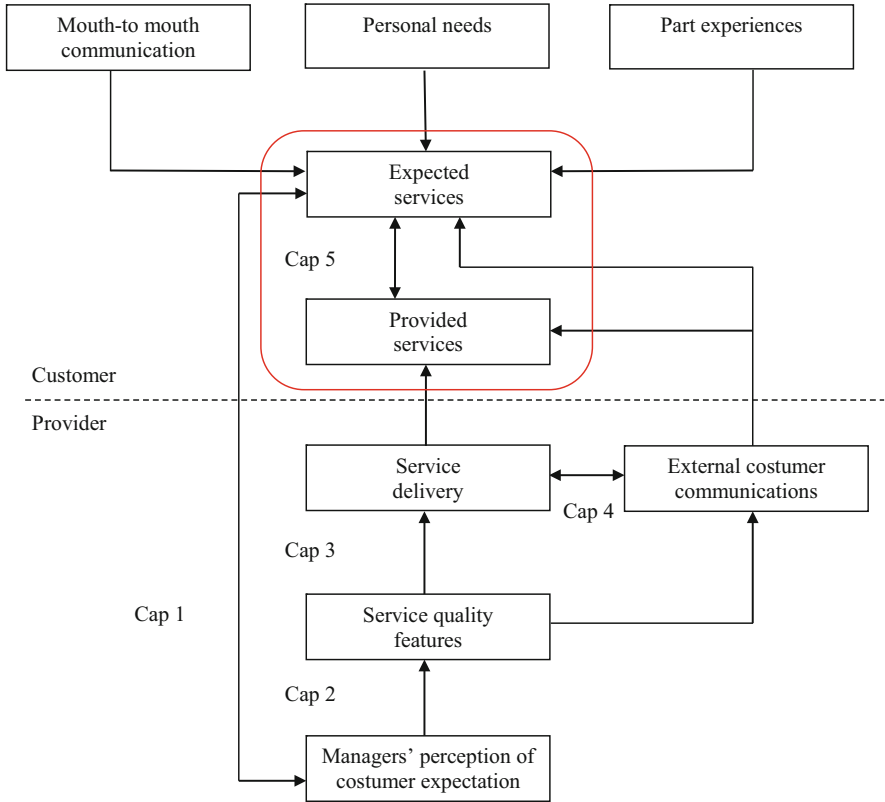 Mouth-to mouth
communication
Personal needs
Part experiences
Expected
services
Cap 5
Provided
services
Customer
Provider
Service
delivery
External costumer
communications
Cap 4
Cap 3
Cap 1
Service quality
features
Cap 2
Managers’ perception of
costumer expectation